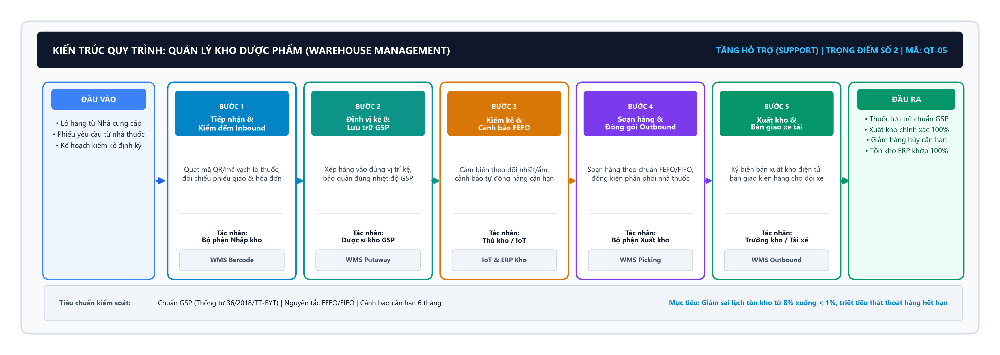 KIẾN TRÚC QUY TRÌNH: QUẢN LÝ KHO DƯỢC PHẨM (WAREHOUSE MANAGEMENT)
TẦNG HỖ TRỢ (SUPPORT) | TRỌNG ĐIỂM SỐ 2 | MÃ: QT-05
ĐẦU VÀO
• Lô hàng từ Nhà cung cấp
• Phiếu yêu cầu từ nhà thuốc
• Kế hoạch kiểm kê định kỳ
BƯỚC 1
Tiếp nhận &
Kiểm đếm Inbound
Quét mã QR/mã vạch lô thuốc,
đối chiếu phiếu giao & hóa đơn
Tác nhân:
Bộ phận Nhập kho
WMS Barcode
BƯỚC 2
Định vị kệ &
Lưu trữ GSP
Xếp hàng vào đúng vị trí kệ,
bảo quản đúng nhiệt độ GSP
Tác nhân:
Dược sĩ kho GSP
WMS Putaway
BƯỚC 3
Kiểm kê &
Cảnh báo FEFO
Cảm biến theo dõi nhiệt/ẩm,
cảnh báo tự động hàng cận hạn
Tác nhân:
Thủ kho / IoT
IoT & ERP Kho
BƯỚC 4
Soạn hàng &
Đóng gói Outbound
Soạn hàng theo chuẩn FEFO/FIFO,
đóng kiện phân phối nhà thuốc
Tác nhân:
Bộ phận Xuất kho
WMS Picking
BƯỚC 5
Xuất kho &
Bàn giao xe tải
Ký biên bản xuất kho điện tử,
bàn giao kiện hàng cho đội xe
Tác nhân:
Trưởng kho / Tài xế
WMS Outbound
ĐẦU RA
• Thuốc lưu trữ chuẩn GSP
• Xuất kho chính xác 100%
• Giảm hàng hủy cận hạn
• Tồn kho ERP khớp 100%
Tiêu chuẩn kiểm soát:
Chuẩn GSP (Thông tư 36/2018/TT-BYT) | Nguyên tắc FEFO/FIFO | Cảnh báo cận hạn 6 tháng
Mục tiêu: Giảm sai lệch tồn kho từ 8% xuống < 1%, triệt tiêu thất thoát hàng hết hạn